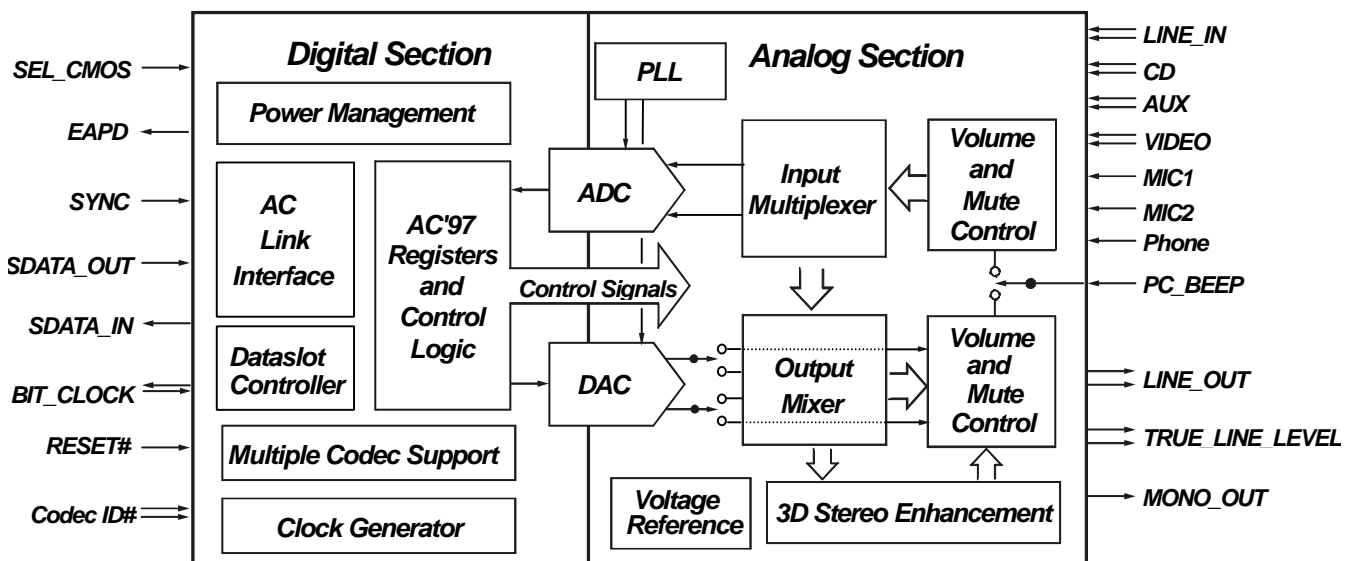 Digital Section
Analog Section
SEL_CMOS
EAPD
SYNC
SDATA_OUT
SDATA_IN
BIT_CLOCK
RESET#
Codec ID#
Power Management
AC
Link
Interface
Dataslot
Controller
AC'97
Registers
and
Control
Logic
Multiple Codec Support
Clock Generator
PLL
ADC
Control Signals
DAC
Input
Multiplexer
Output
Mixer
Voltage
Reference
3D Stereo Enhancement
Volume
and
Mute
Control
Volume
and
Mute
Control
LINE_IN
CD
AUX
VIDEO
MIC1
MIC2
Phone
PC_BEEP
LINE_OUT
TRUE_LINE_LEVEL
MONO_OUT